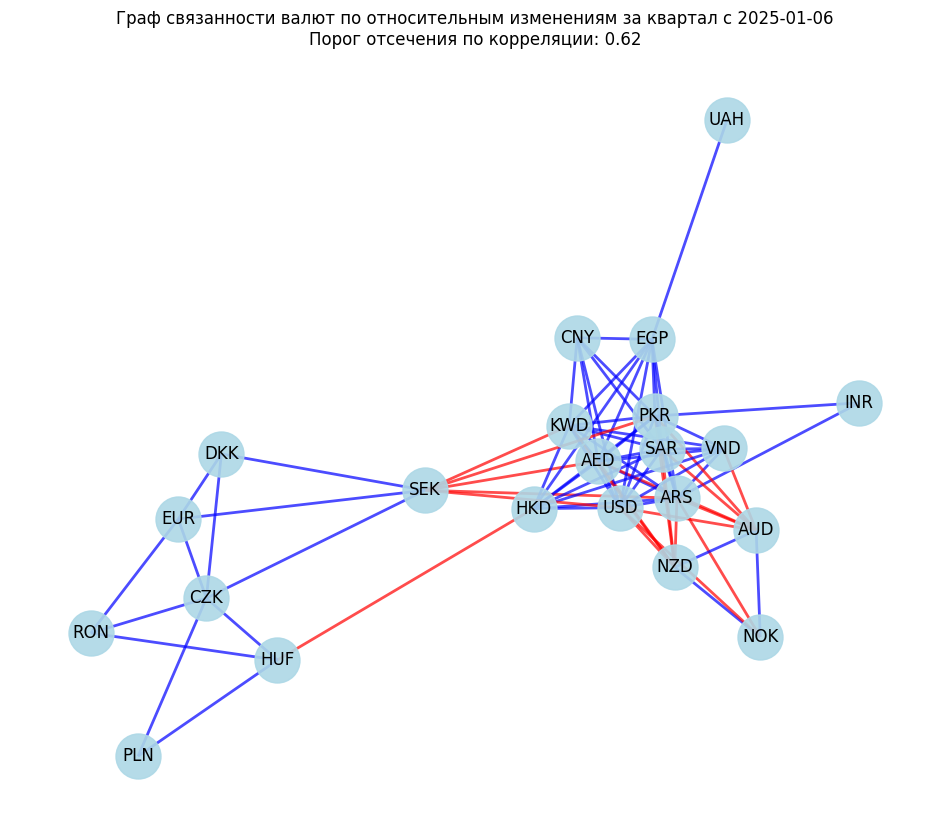 Граф связанности валют по относительным изменениям за квартал с 2025-01-06
Порог отсечения по корреляции: 0.62
UAH
CNY
EGP
INR
PKR
KWD
SAR
VND
DKK
AED
SEK
ARS
USD
HKD
EUR
AUD
NZD
CZK
RON
NOK
HUF
PLN